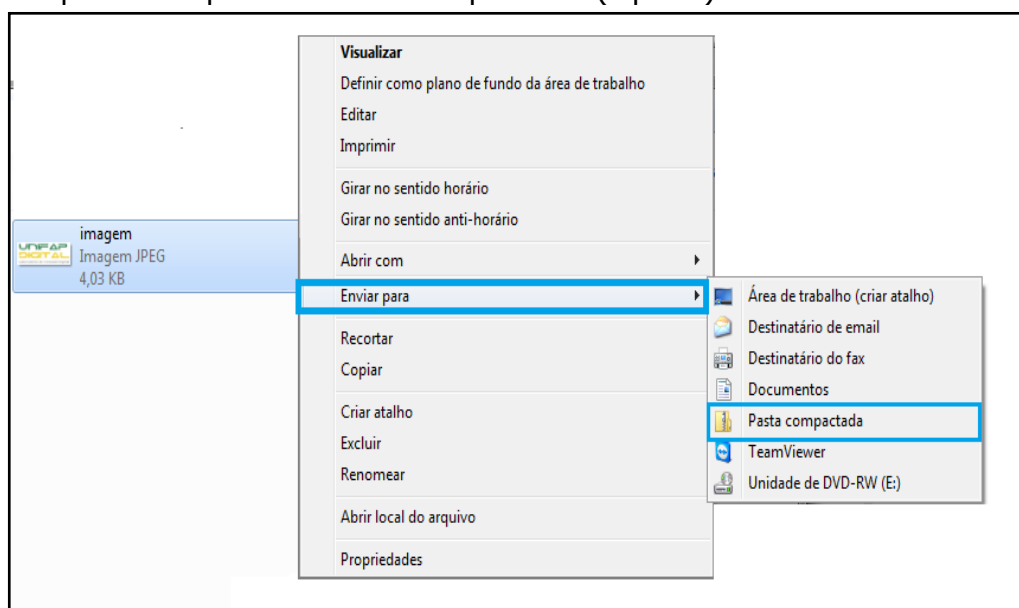 Visualizar
Definir como plano de fundo da área de trabalho
Editar
Imprimir
Girar no sentido horário
Girar no sentido anti-horário
imagem
Imagem JPEG
4,03 KB
UNIFAP
DIGITAL
Abrir com
Enviar para
Recortar
Copiar
Criar atalho
Excluir
Renomear
Abrir local do arquivo
Propriedades
Área de trabalho (criar atalho)
Destinatário de email
Destinatário do fax
Documentos
Pasta compactada
TeamViewer
Unidade de DVD-RW (E:)